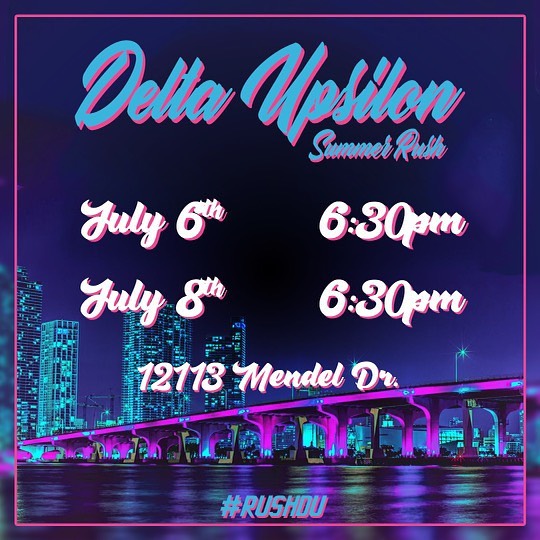 Delta Upsilon
Summer Rush
July 6th 6:30pm
July 8th 6:30pm
12113 Mendel Dr.
#RUSHDU